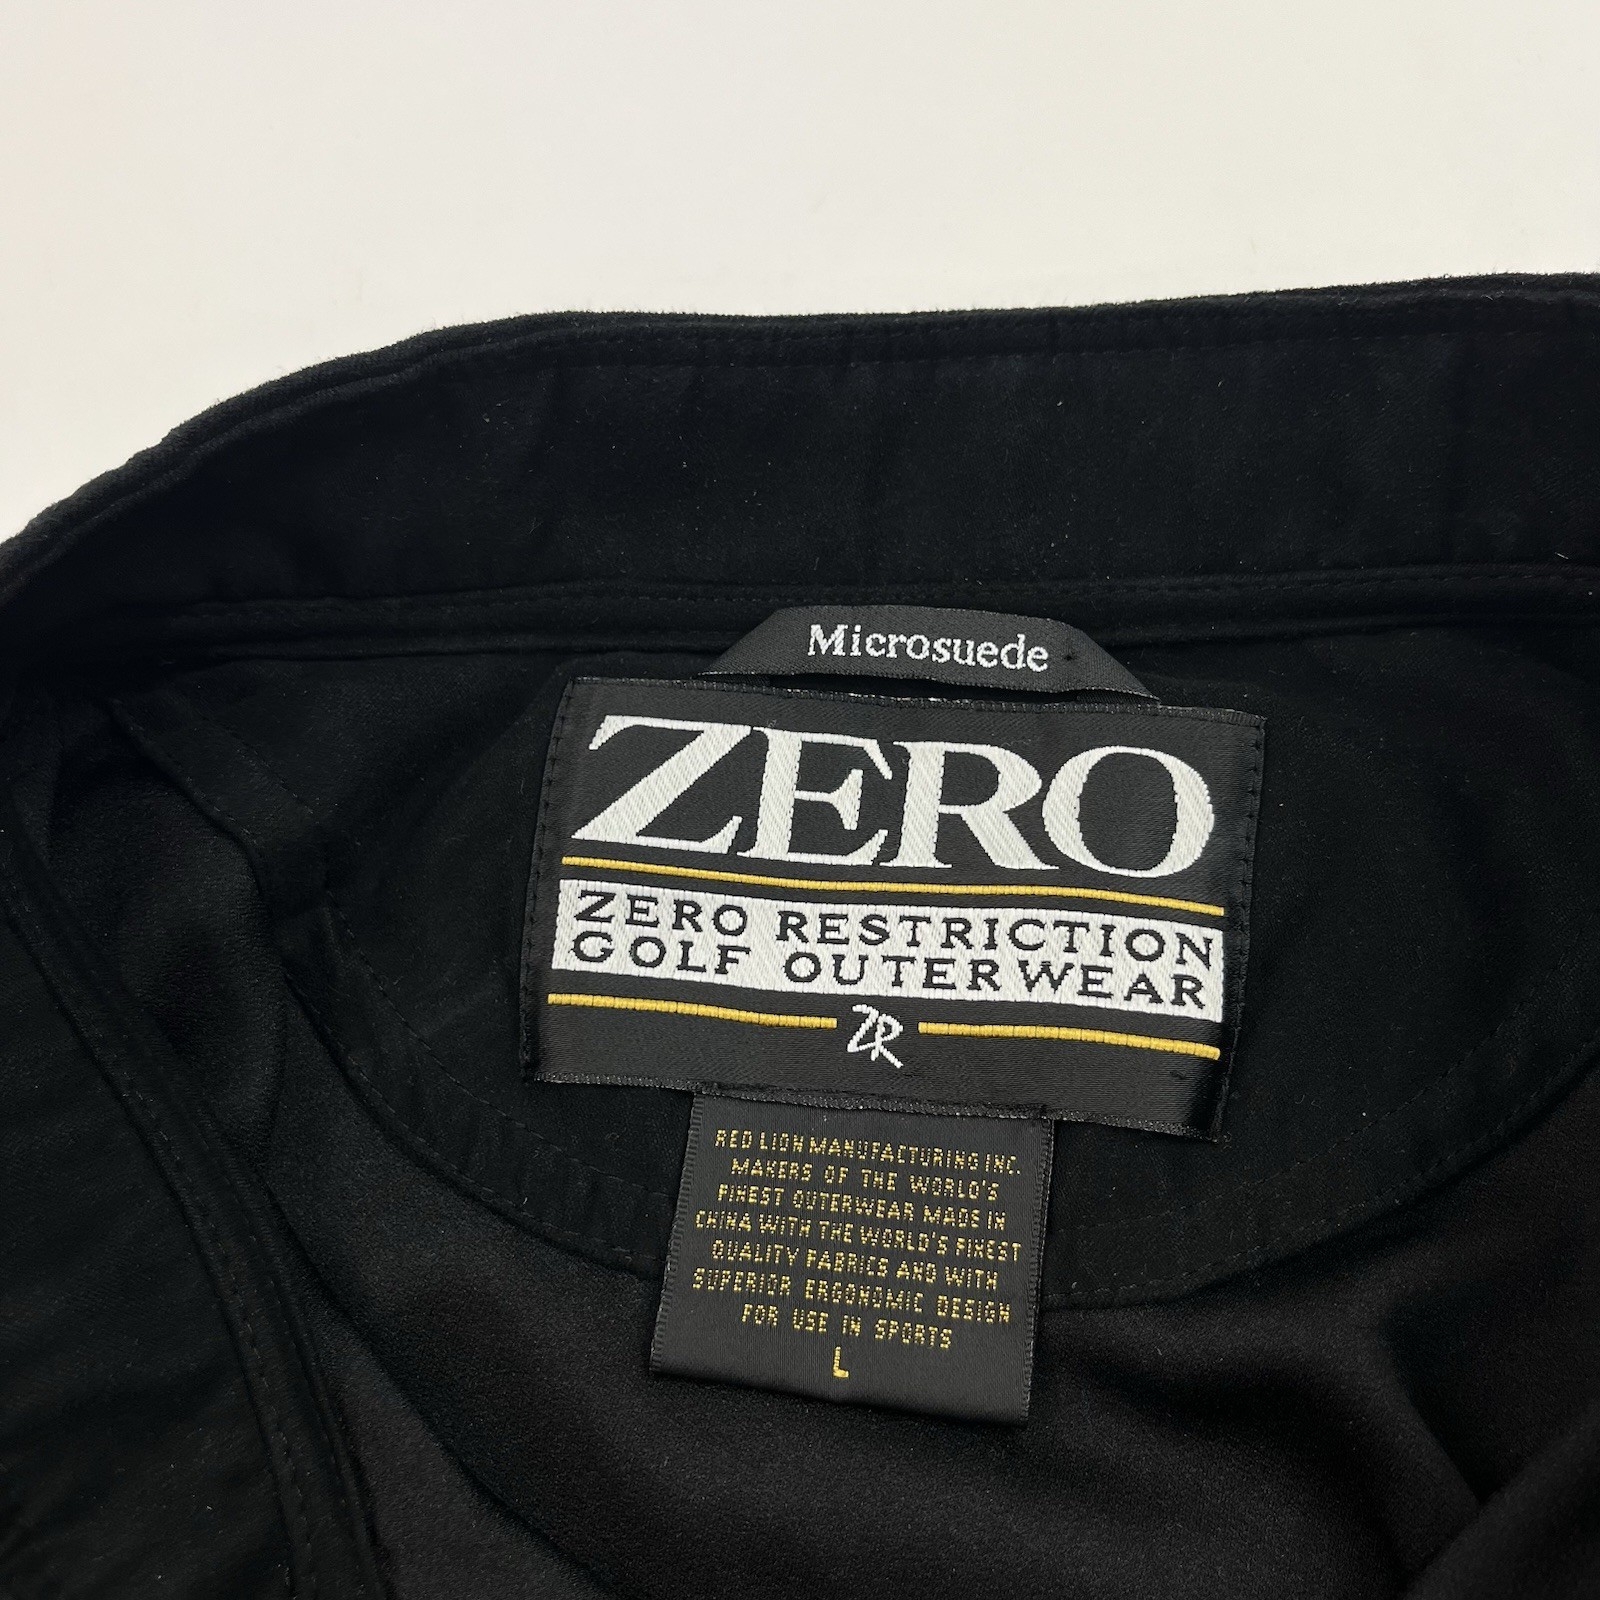 Microsuede
ZERO
ZERO RESTRICTION
GOLF OUTERWEAR
ZR
RED LION MANUFACTURING INC.
MAKERS OF THE WORLD'S
FINEST OUTERWEAR MADE IN
CHINA WITH THE WORLD'S FINEST
QUALITY FABRICS AND WITH
SUPERIOR ERGONOMIC DESIGN
FOR USE IN SPORTS
L